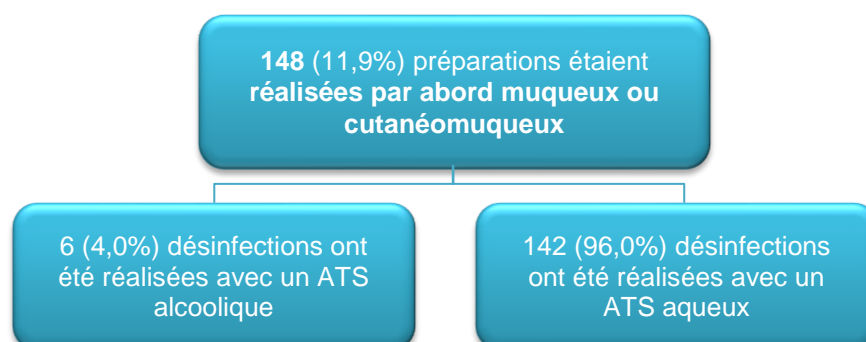 148 (11,9%) préparations étaient
réalisées par abord muqueux ou
cutanéomuqueux
6 (4,0%) désinfections ont
été réalisées avec un ATS
alcoolique
142 (96,0%) désinfections
ont été réalisées avec un
ATS aqueux